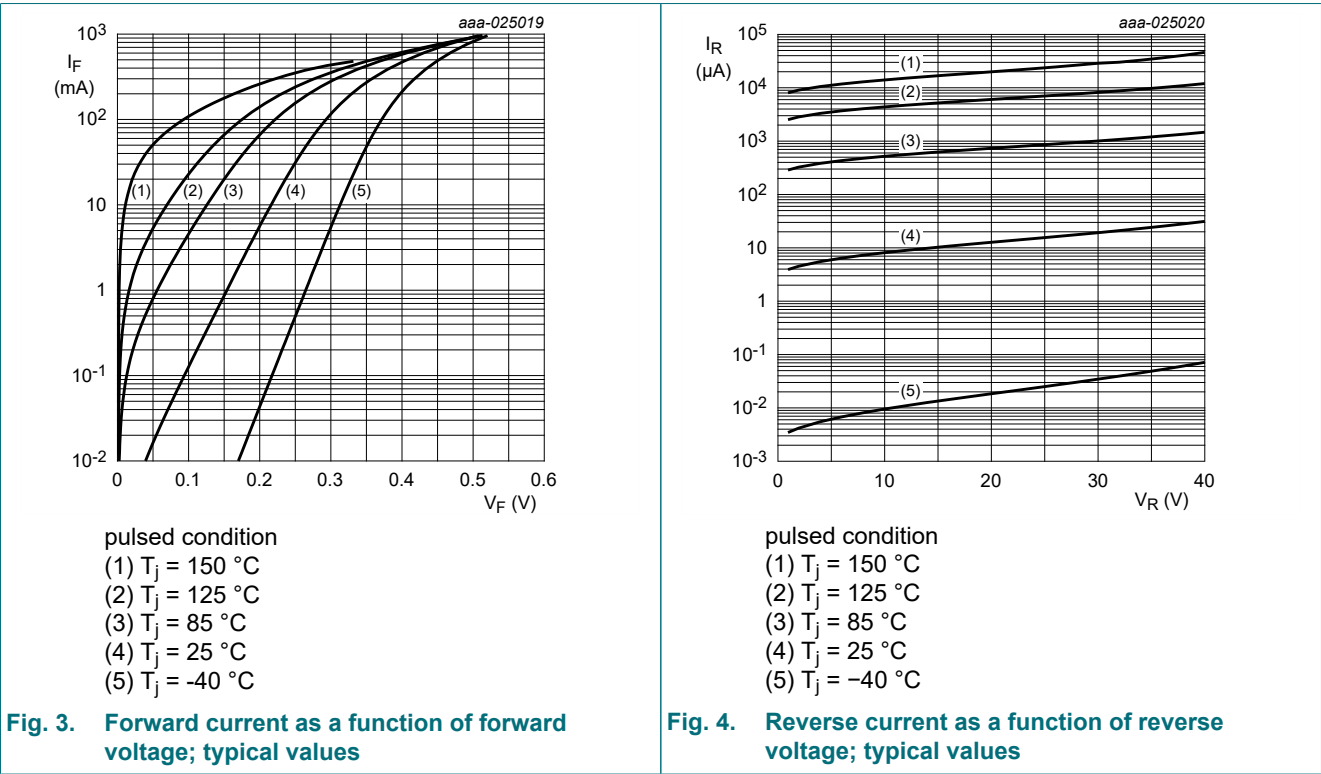 aaa-025019
10³
I_F
(mA)
10²
10
1
10⁻¹
10⁻²
(1)
(2)
(3)
(4)
(5)
0
0.1
0.2
0.3
0.4
0.5
0.6
V_F (V)
pulsed condition
(1) T_j = 150 °C
(2) T_j = 125 °C
(3) T_j = 85 °C
(4) T_j = 25 °C
(5) T_j = -40 °C
Fig. 3. Forward current as a function of forward
voltage; typical values
aaa-025020
10⁵
I_R
(µA)
10⁴
10³
10²
10
1
10⁻¹
10⁻²
10⁻³
(1)
(2)
(3)
(4)
(5)
0
10
20
30
40
V_R (V)
pulsed condition
(1) T_j = 150 °C
(2) T_j = 125 °C
(3) T_j = 85 °C
(4) T_j = 25 °C
(5) T_j = −40 °C
Fig. 4. Reverse current as a function of reverse
voltage; typical values